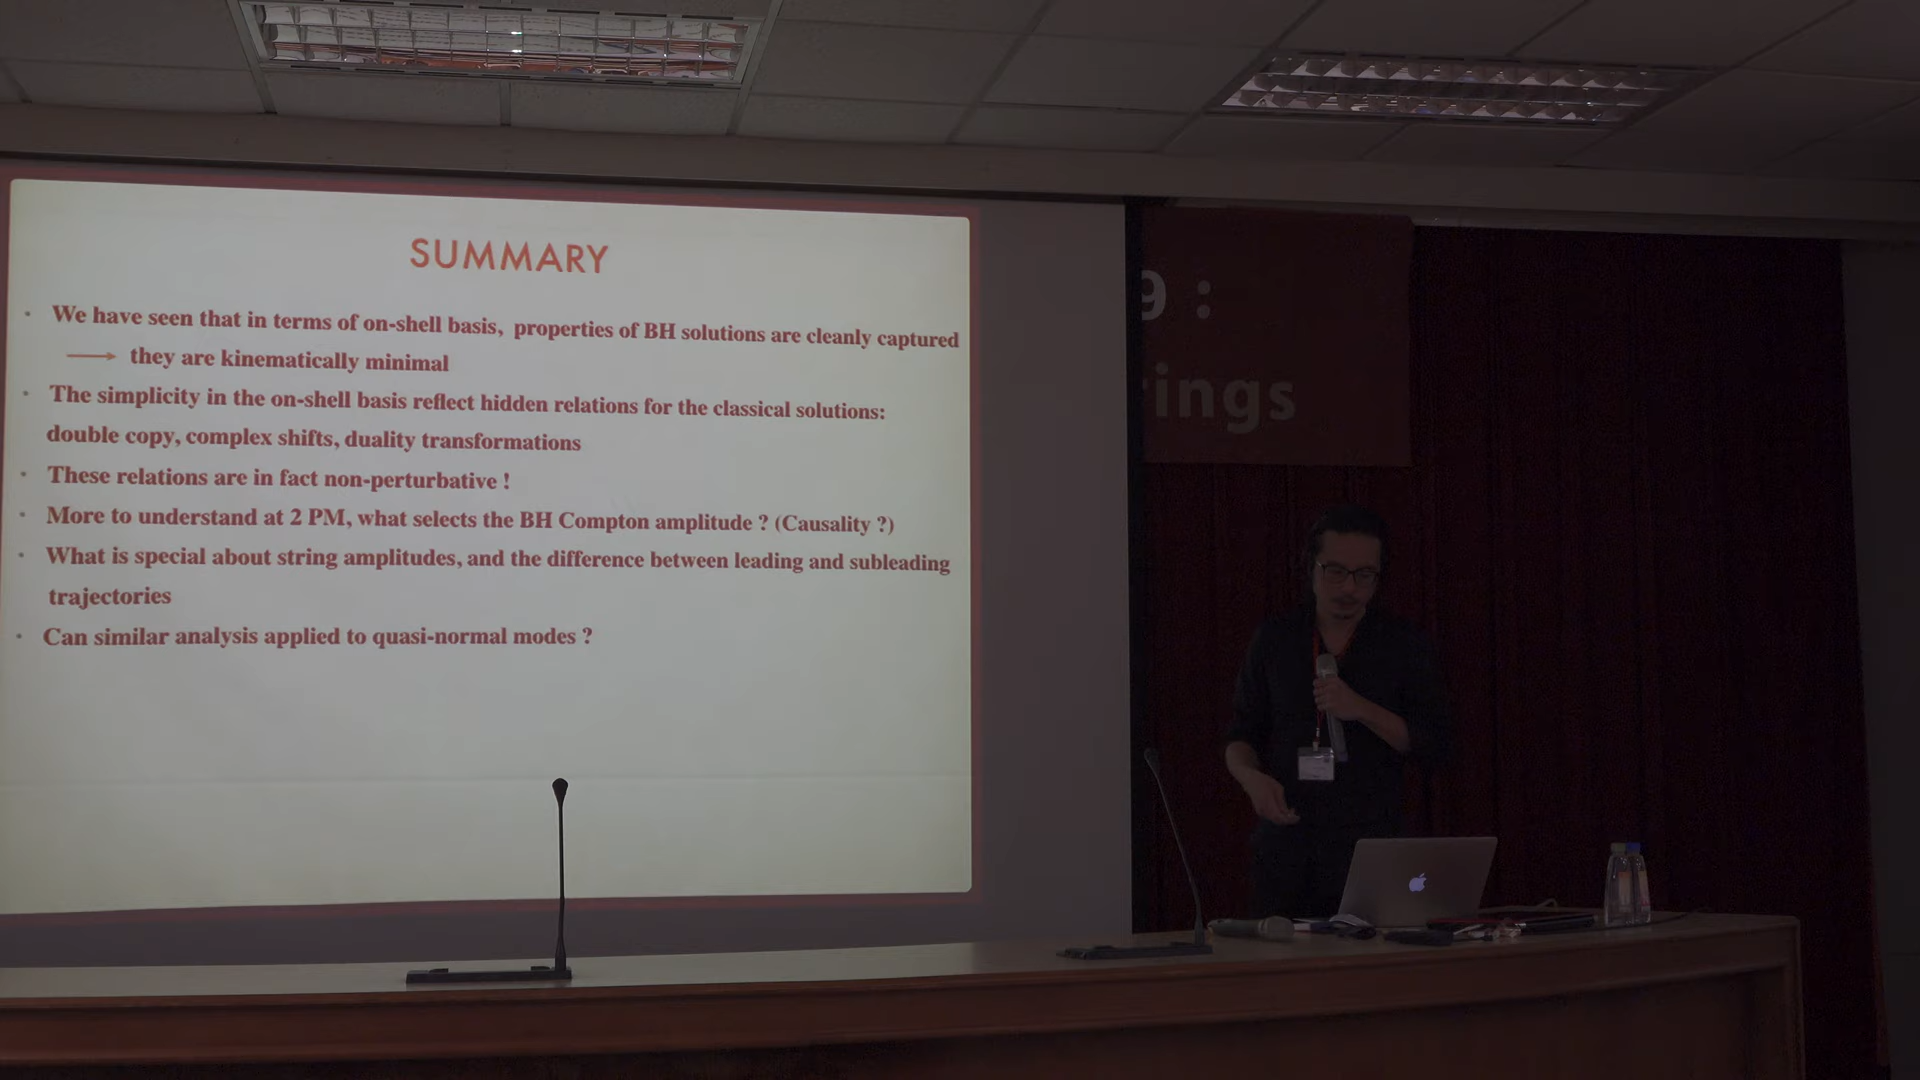 SUMMARY
• We have seen that in terms of on-shell basis, properties of BH solutions are cleanly captured
⟶ they are kinematically minimal
• The simplicity in the on-shell basis reflect hidden relations for the classical solutions:
double copy, complex shifts, duality transformations
• These relations are in fact non-perturbative !
• More to understand at 2 PM, what selects the BH Compton amplitude ? (Causality ?)
• What is special about string amplitudes, and the difference between leading and subleading
trajectories
• Can similar analysis applied to quasi-normal modes ?
9 :
rings